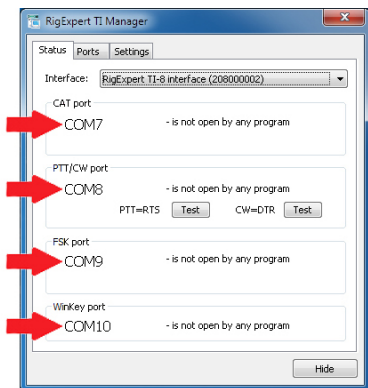 RigExpert TI Manager
Status Ports Settings
Interface: RigExpert TI-8 interface (208000002)
CAT port
COM7 - is not open by any program
PTT/CW port
COM8 - is not open by any program
PTT=RTS Test CW=DTR Test
FSK port
COM9 - is not open by any program
WinKey port
COM10 - is not open by any program
Hide